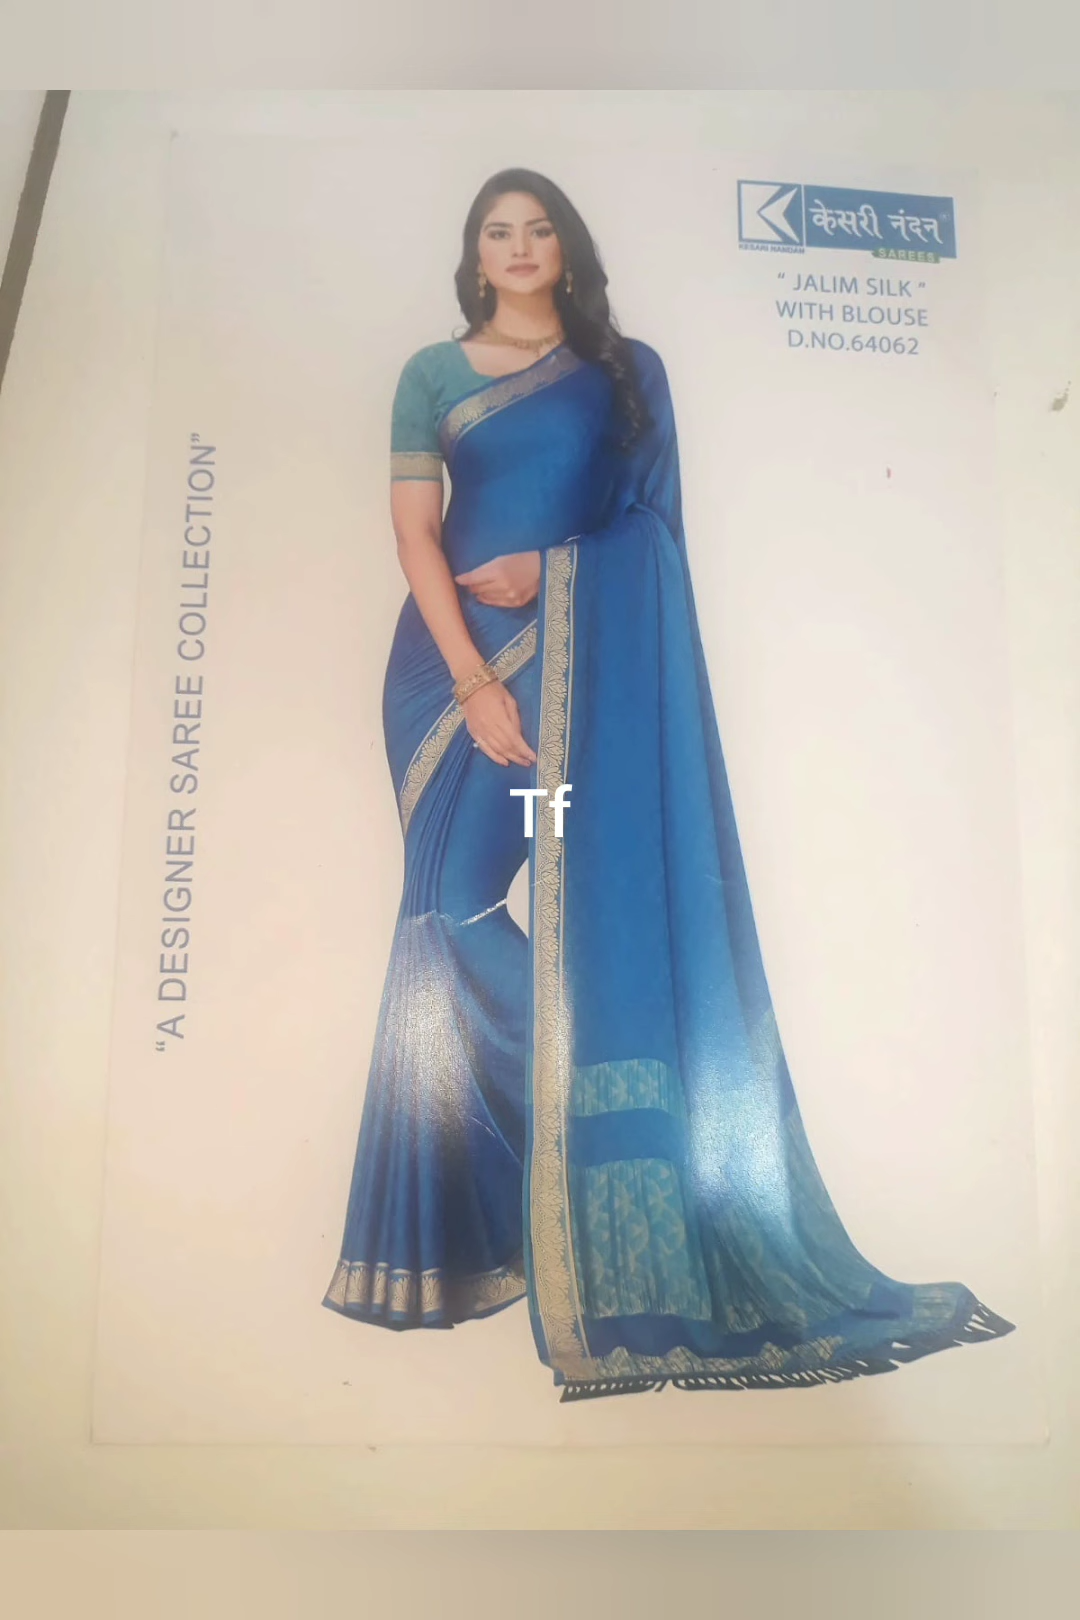 केसरी नंदन
KESARI NANDAN
SAREES
“ JALIM SILK ”
WITH BLOUSE
D.NO.64062
“A DESIGNER SAREE COLLECTION”
Tf